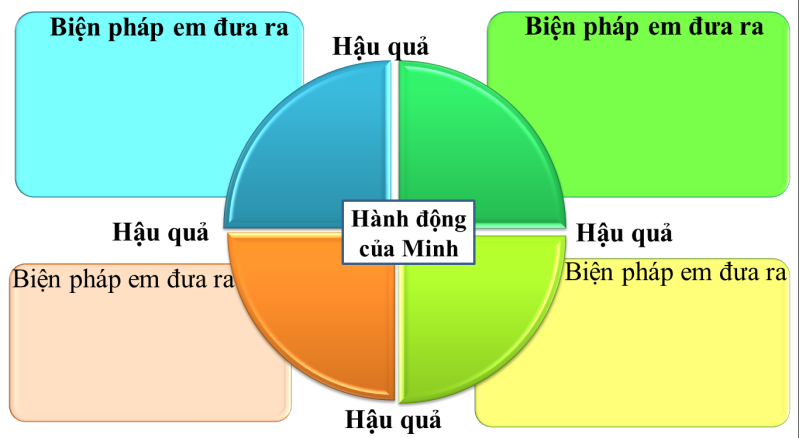 Biện pháp em đưa ra
Hậu quả
Biện pháp em đưa ra
Hành động
của Minh
Hậu quả
Hậu quả
Biện pháp em đưa ra
Biện pháp em đưa ra
Hậu quả